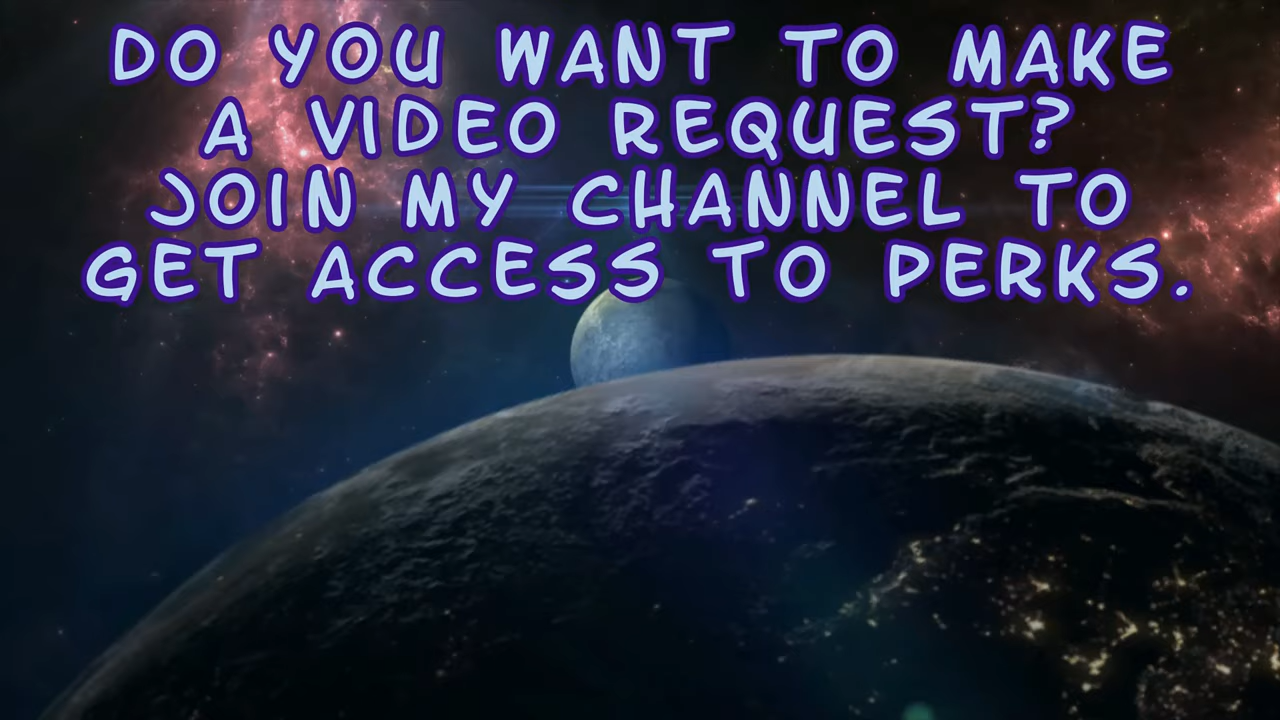 DO YOU WANT TO MAKE
A VIDEO REQUEST?
JOIN MY CHANNEL TO
GET ACCESS TO PERKS.